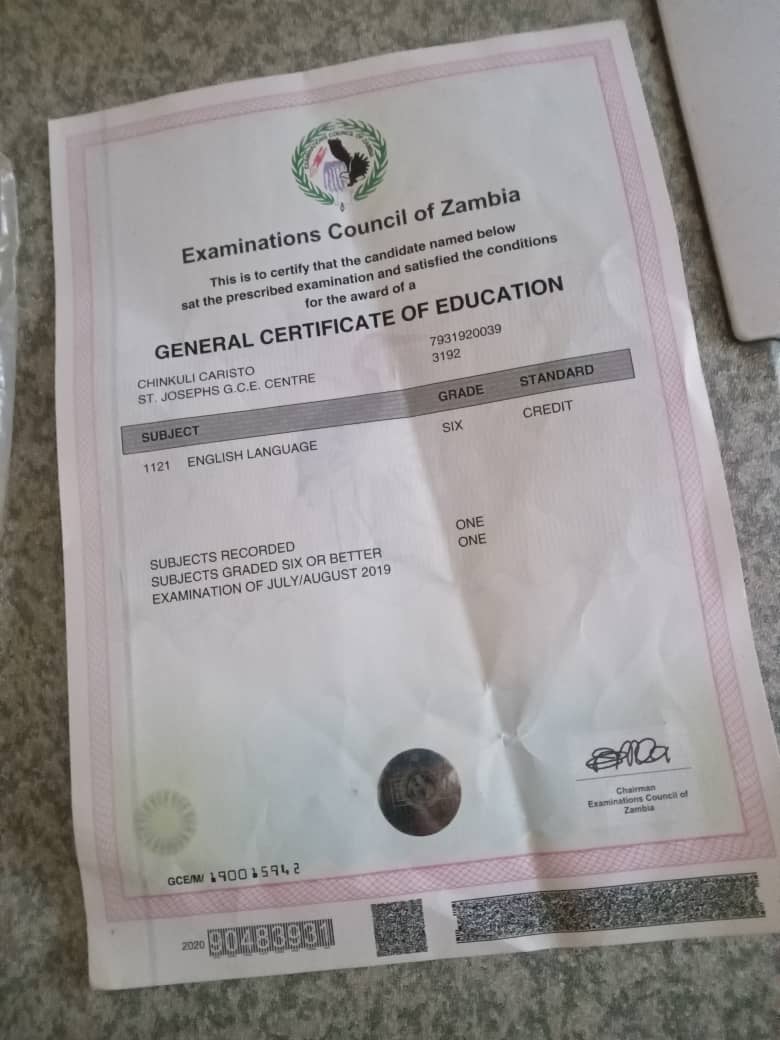 Examinations Council of Zambia
This is to certify that the candidate named below
sat the prescribed examination and satisfied the conditions
for the award of a
GENERAL CERTIFICATE OF EDUCATION
CHINKULI CARISTO 7931920039
ST. JOSEPHS G.C.E. CENTRE 3192
SUBJECT GRADE STANDARD
1121 ENGLISH LANGUAGE SIX CREDIT
SUBJECTS RECORDED ONE
SUBJECTS GRADED SIX OR BETTER ONE
EXAMINATION OF JULY/AUGUST 2019
Chairman
Examinations Council of
Zambia
GCE/M/ 190015942
2020 90483931